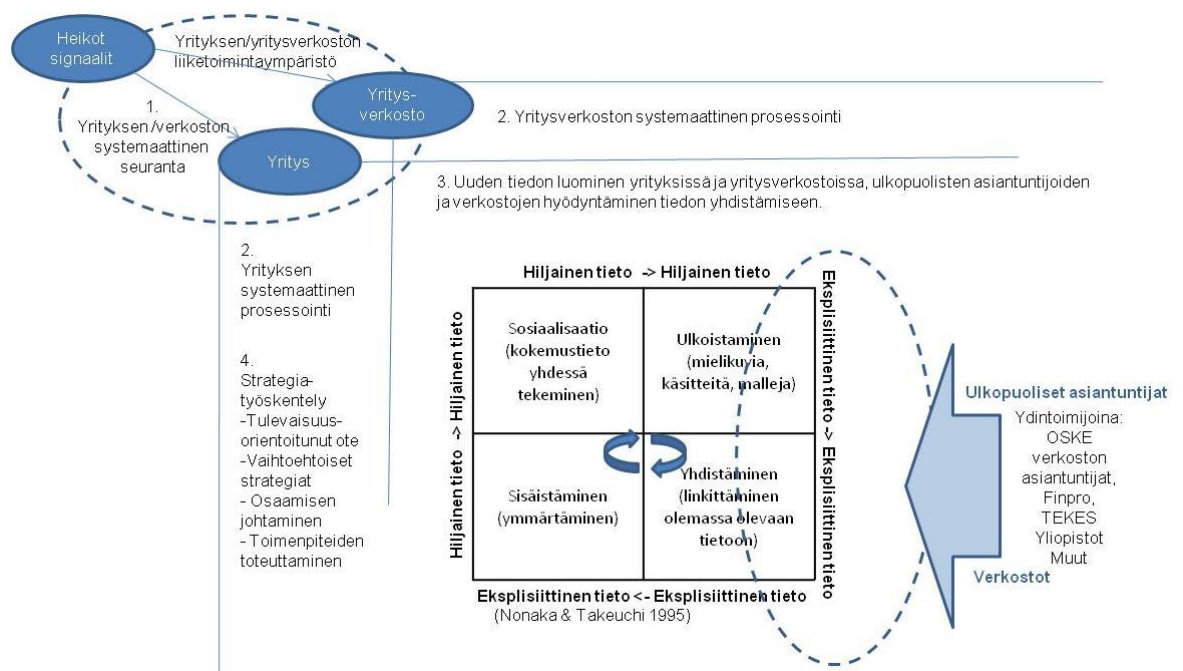 Heikot
signaalit
Yrityksen/yritysverkoston
liiketoimintaympäristö
Yritys-
verkosto
1.
Yrityksen/verkoston
systemaattinen
seuranta
Yritys
2. Yritysverkoston systemaattinen prosessointi
3. Uuden tiedon luominen yrityksissä ja yritysverkostoissa, ulkopuolisten asiantuntijoiden
ja verkostojen hyödyntäminen tiedon yhdistämiseen.
2.
Yrityksen
systemaattinen
prosessointi
4.
Strategia-
työskentely
-Tulevaisuus-
orientoitunut ote
-Vaihtoehtoiset
strategiat
- Osaamisen
johtaminen
- Toimenpiteiden
toteuttaminen
Hiljainen tieto -> Hiljainen tieto
Hiljainen tieto -> Hiljainen tieto
Sosiaalisaatio
(kokemustieto
yhdessä
tekeminen)
Ulkoistaminen
(mielikuvia,
käsitteitä, malleja)
Sisäistäminen
(ymmärtäminen)
Yhdistäminen
(linkittäminen
olemassa olevaan
tietoon)
Eksplisiittinen tieto -> Eksplisiittinen tieto
Eksplisiittinen tieto <- Eksplisiittinen tieto
(Nonaka & Takeuchi 1995)
Ulkopuoliset asiantuntijat
Ydintoimijoina:
OSKE
verkoston
asiantuntijat,
Finpro,
TEKES
Yliopistot
Muut
Verkostot